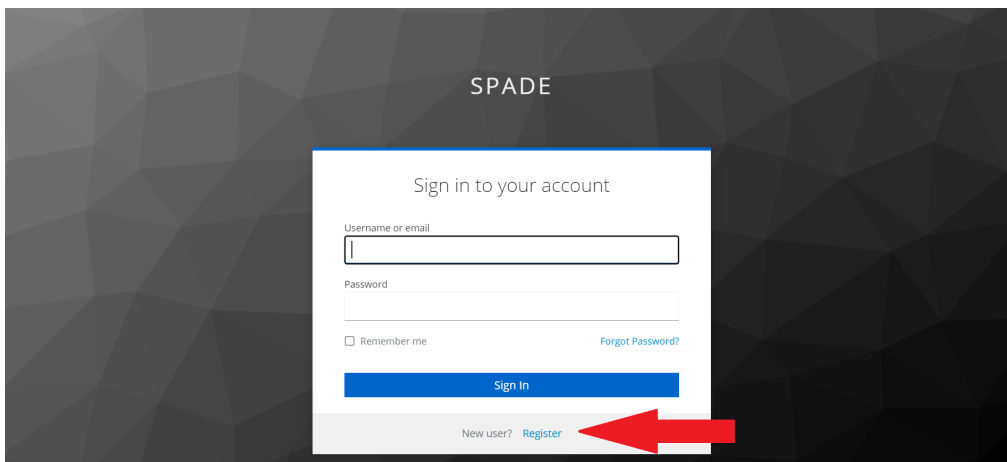 SPADE
Sign in to your account
Username or email
Password
Remember me Forgot Password?
Sign In
New user? Register